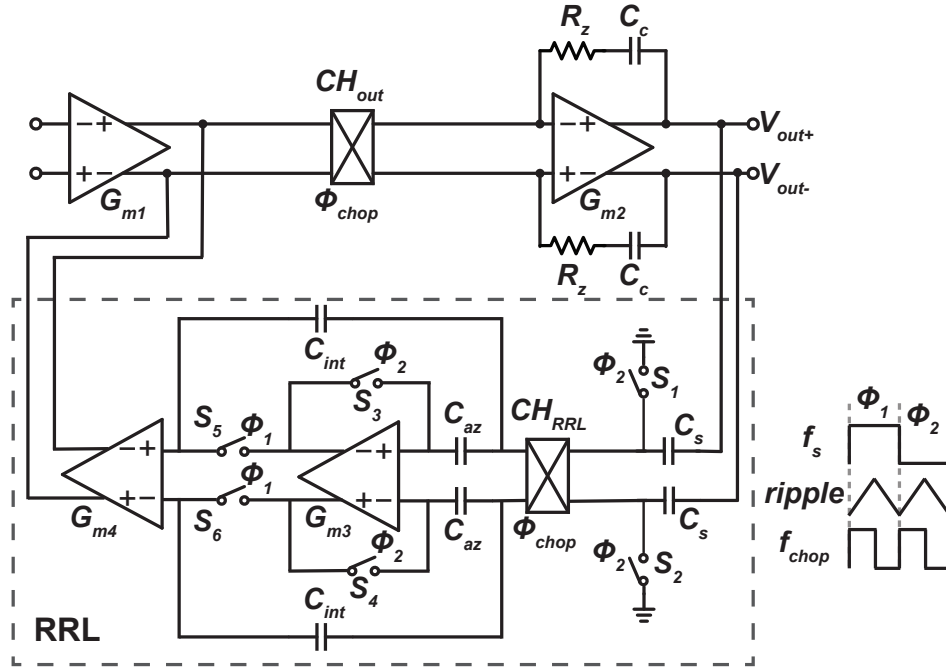 R_z C_c
CH_out
− +
+ −
G_m1
Φ_chop
− +
+ −
G_m2
V_out+
V_out-
R_z C_c
C_int
Φ_2
S_3
S_5 Φ_1
C_az
CH_RRL
Φ_2 S_1
C_s
− +
+ −
G_m4
Φ_1
S_6
− +
+ −
G_m3
C_az
Φ_chop
C_s
Φ_2
S_4
Φ_2 S_2
C_int
RRL
Φ_1 Φ_2
f_s
ripple
f_chop